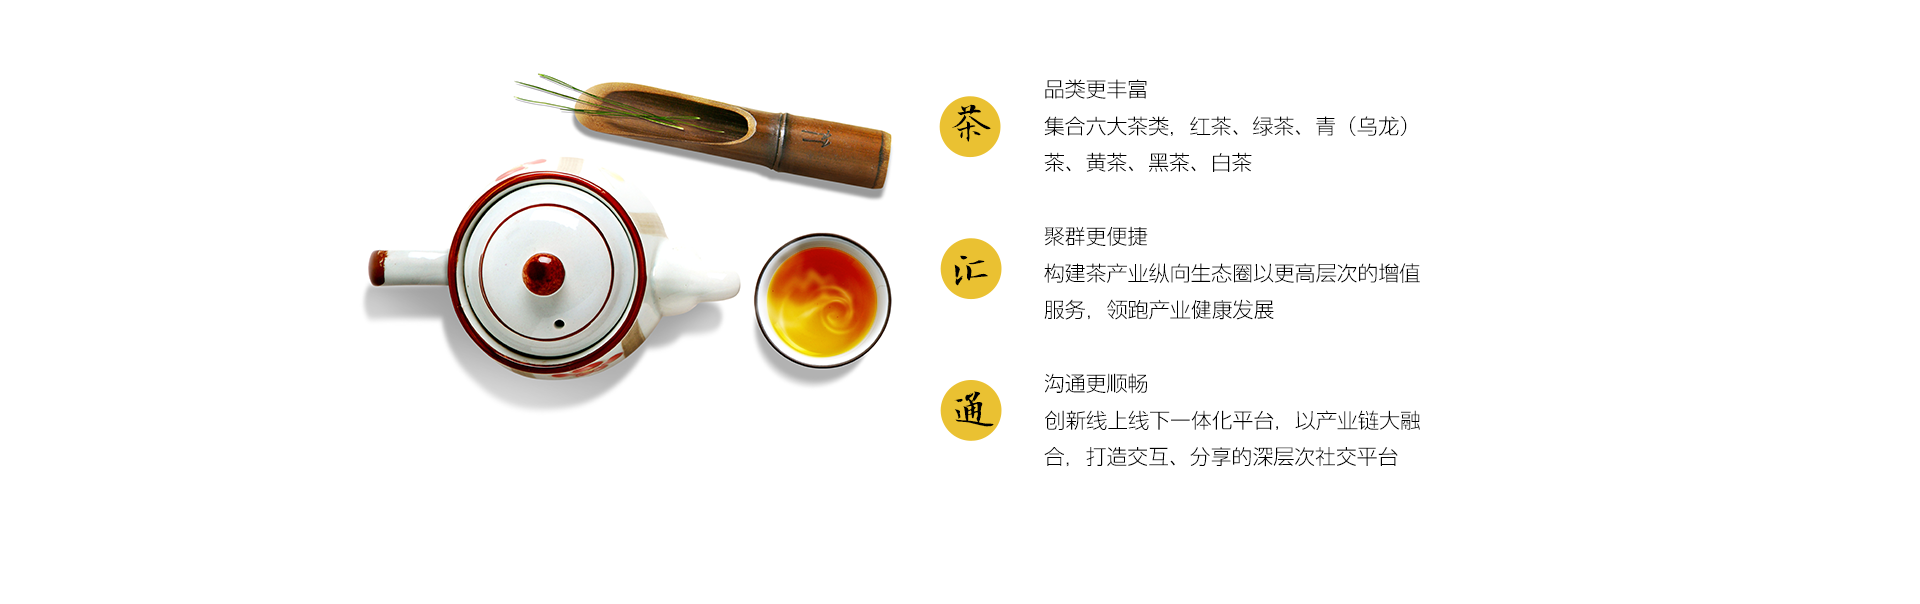 茶
品类更丰富
集合六大茶类，红茶、绿茶、青（乌龙）
茶、黄茶、黑茶、白茶
汇
聚群更便捷
构建茶产业纵向生态圈以更高层次的增值
服务，领跑产业健康发展
通
沟通更顺畅
创新线上线下一体化平台，以产业链大融
合，打造交互、分享的深层次社交平台